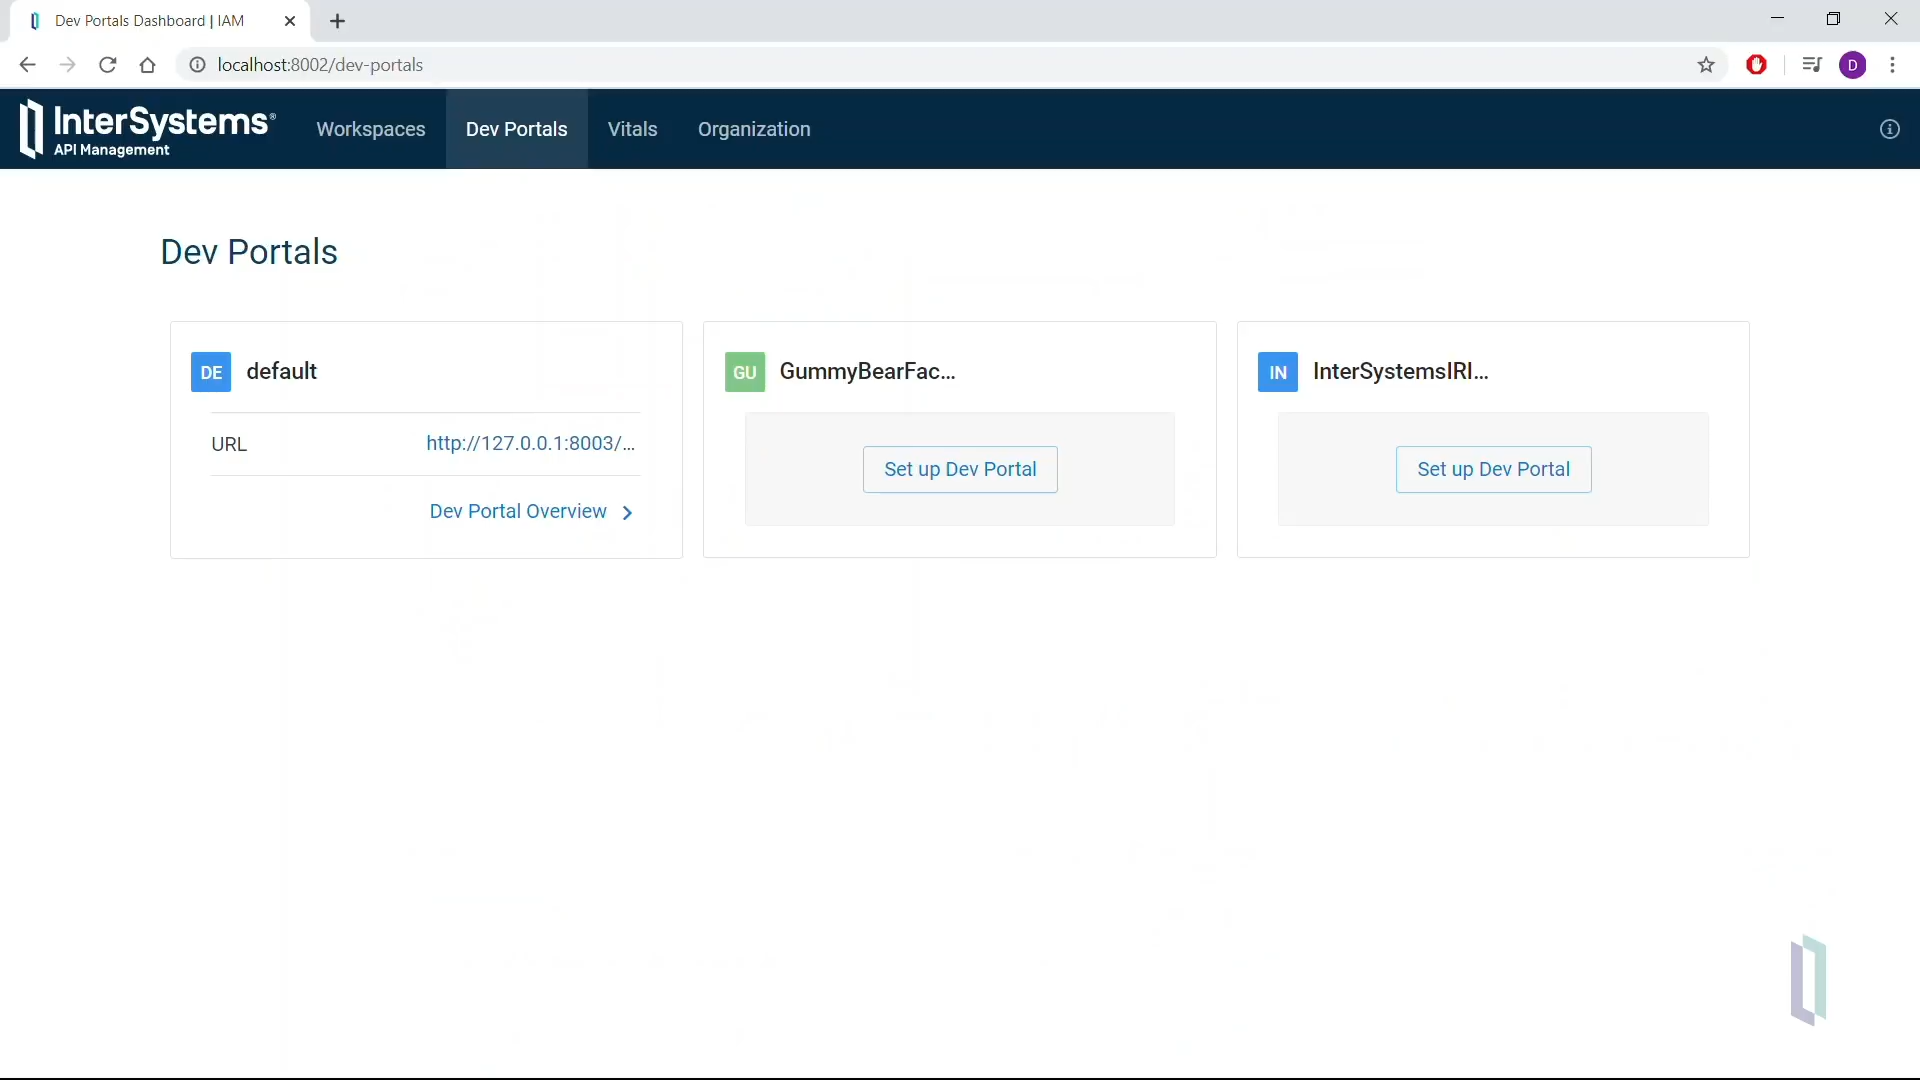 Dev Portals Dashboard | IAM
localhost:8002/dev-portals
D
InterSystems®
API Management
Workspaces
Dev Portals
Vitals
Organization
Dev Portals
DE
default
URL
http://127.0.0.1:8003/...
Dev Portal Overview
GU
GummyBearFac...
Set up Dev Portal
IN
InterSystemsIRI...
Set up Dev Portal